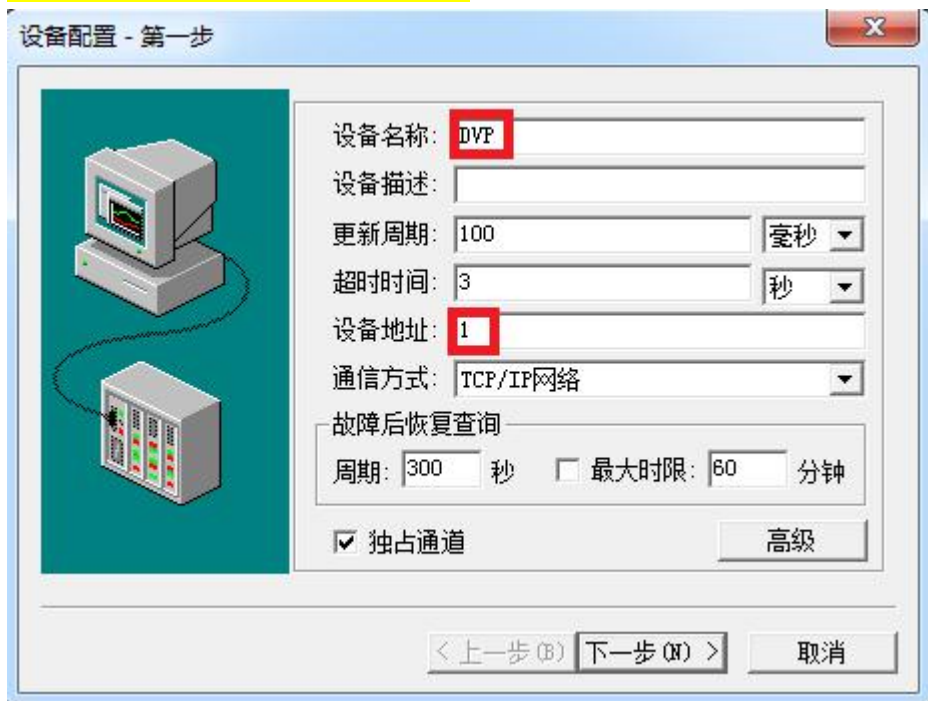 设备配置 - 第一步
设备名称: DVP
设备描述:
更新周期: 100 毫秒
超时时间: 3 秒
设备地址: 1
通信方式: TCP/IP网络
故障后恢复查询
周期: 300 秒 最大时限: 60 分钟
独占通道 高级
< 上一步(B) 下一步(N) > 取消